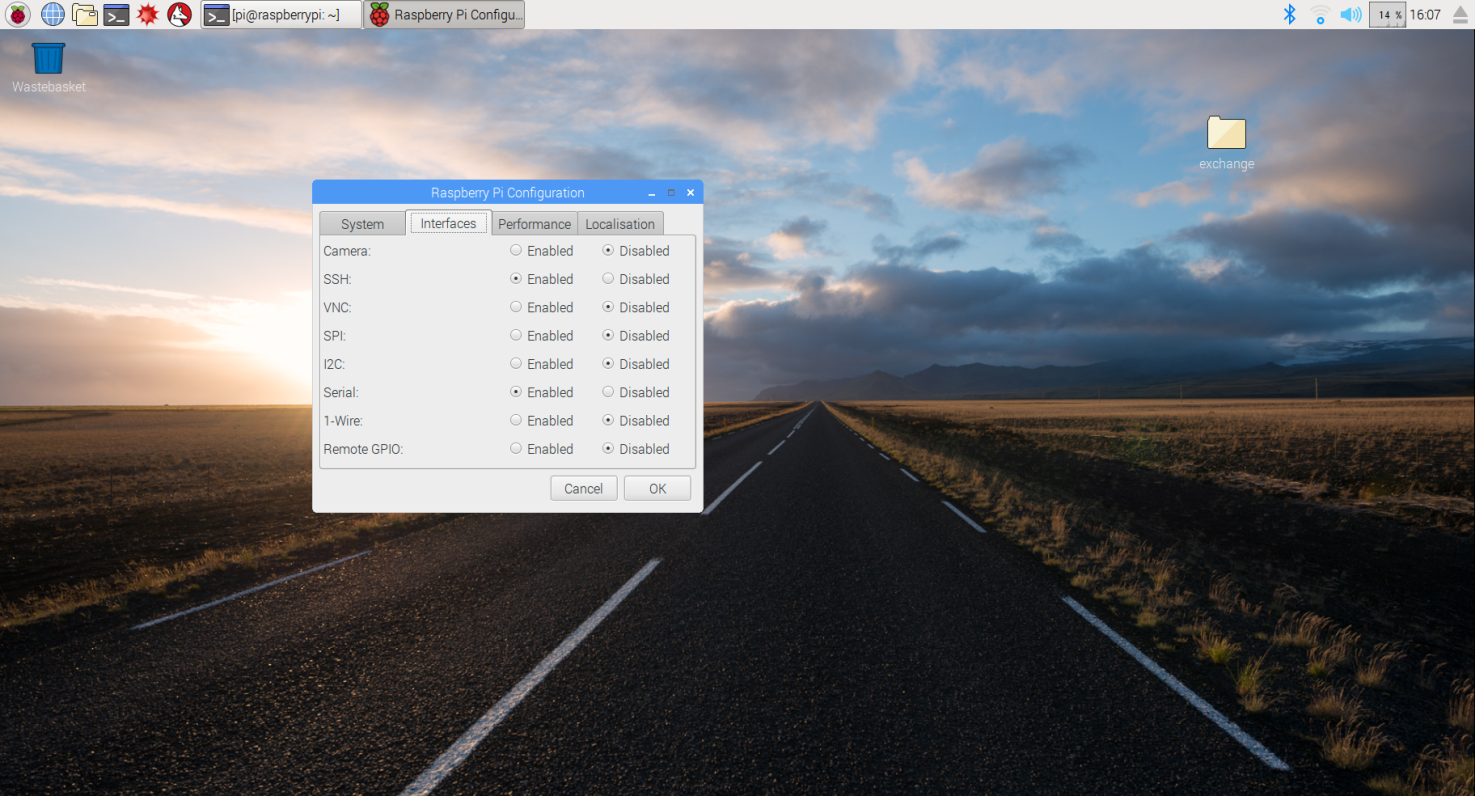 [pi@raspberrypi: ~] Raspberry Pi Configu... 14 % 16:07
Wastebasket
exchange
Raspberry Pi Configuration
System Interfaces Performance Localisation
Camera: Enabled Disabled
SSH: Enabled Disabled
VNC: Enabled Disabled
SPI: Enabled Disabled
I2C: Enabled Disabled
Serial: Enabled Disabled
1-Wire: Enabled Disabled
Remote GPIO: Enabled Disabled
Cancel OK